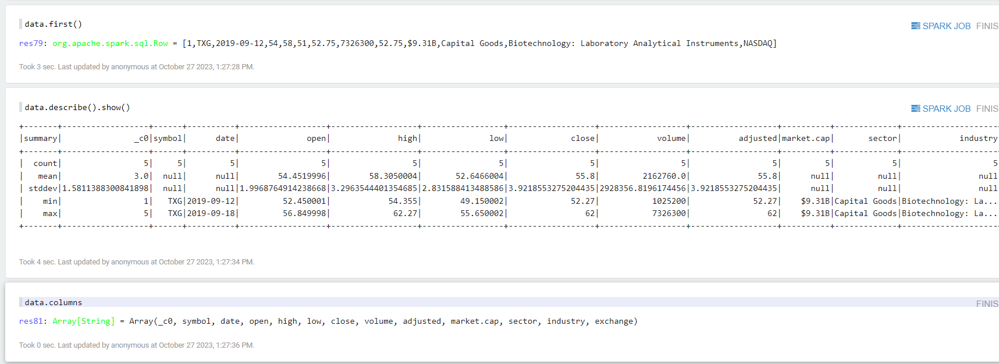 data.first()
SPARK JOB FINIS
res79: org.apache.spark.sql.Row = [1,TXG,2019-09-12,54,58,51,52.75,7326300,52.75,$9.31B,Capital Goods,Biotechnology: Laboratory Analytical Instruments,NASDAQ]
Took 3 sec. Last updated by anonymous at October 27 2023, 1:27:28 PM.
data.describe().show()
SPARK JOB FINIS
+-------+------------------+------+----------+------------------+------------------+-----------------+------------------+------------------+------------------+----------+-------------+--------------------
|summary|               _c0|symbol|      date|              open|              high|              low|             close|            volume|          adjusted|market.cap|       sector|            industry
+-------+------------------+------+----------+------------------+------------------+-----------------+------------------+------------------+------------------+----------+-------------+--------------------
|  count|                 5|     5|         5|                 5|                 5|                5|                 5|                 5|                 5|         5|            5|                   5
|   mean|               3.0|  null|      null|        54.4519996|        58.3050004|       52.6466004|              55.8|         2162760.0|              55.8|      null|         null|                null
| stddev|1.5811388300841898|  null|      null|1.9968764914238668|3.2963544401354685|2.831588413488586|3.9218553275204435|2928356.8196174456|3.9218553275204435|      null|         null|                null
|    min|                 1|   TXG|2019-09-12|         52.450001|            54.355|        49.150002|             52.27|           1025200|             52.27|    $9.31B|Capital Goods|Biotechnology: La...
|    max|                 5|   TXG|2019-09-18|         56.849998|             62.27|        55.650002|                62|           7326300|                62|    $9.31B|Capital Goods|Biotechnology: La...
+-------+------------------+------+----------+------------------+------------------+-----------------+------------------+------------------+------------------+----------+-------------+--------------------
Took 4 sec. Last updated by anonymous at October 27 2023, 1:27:34 PM.
data.columns
FINIS
res81: Array[String] = Array(_c0, symbol, date, open, high, low, close, volume, adjusted, market.cap, sector, industry, exchange)
Took 0 sec. Last updated by anonymous at October 27 2023, 1:27:36 PM.